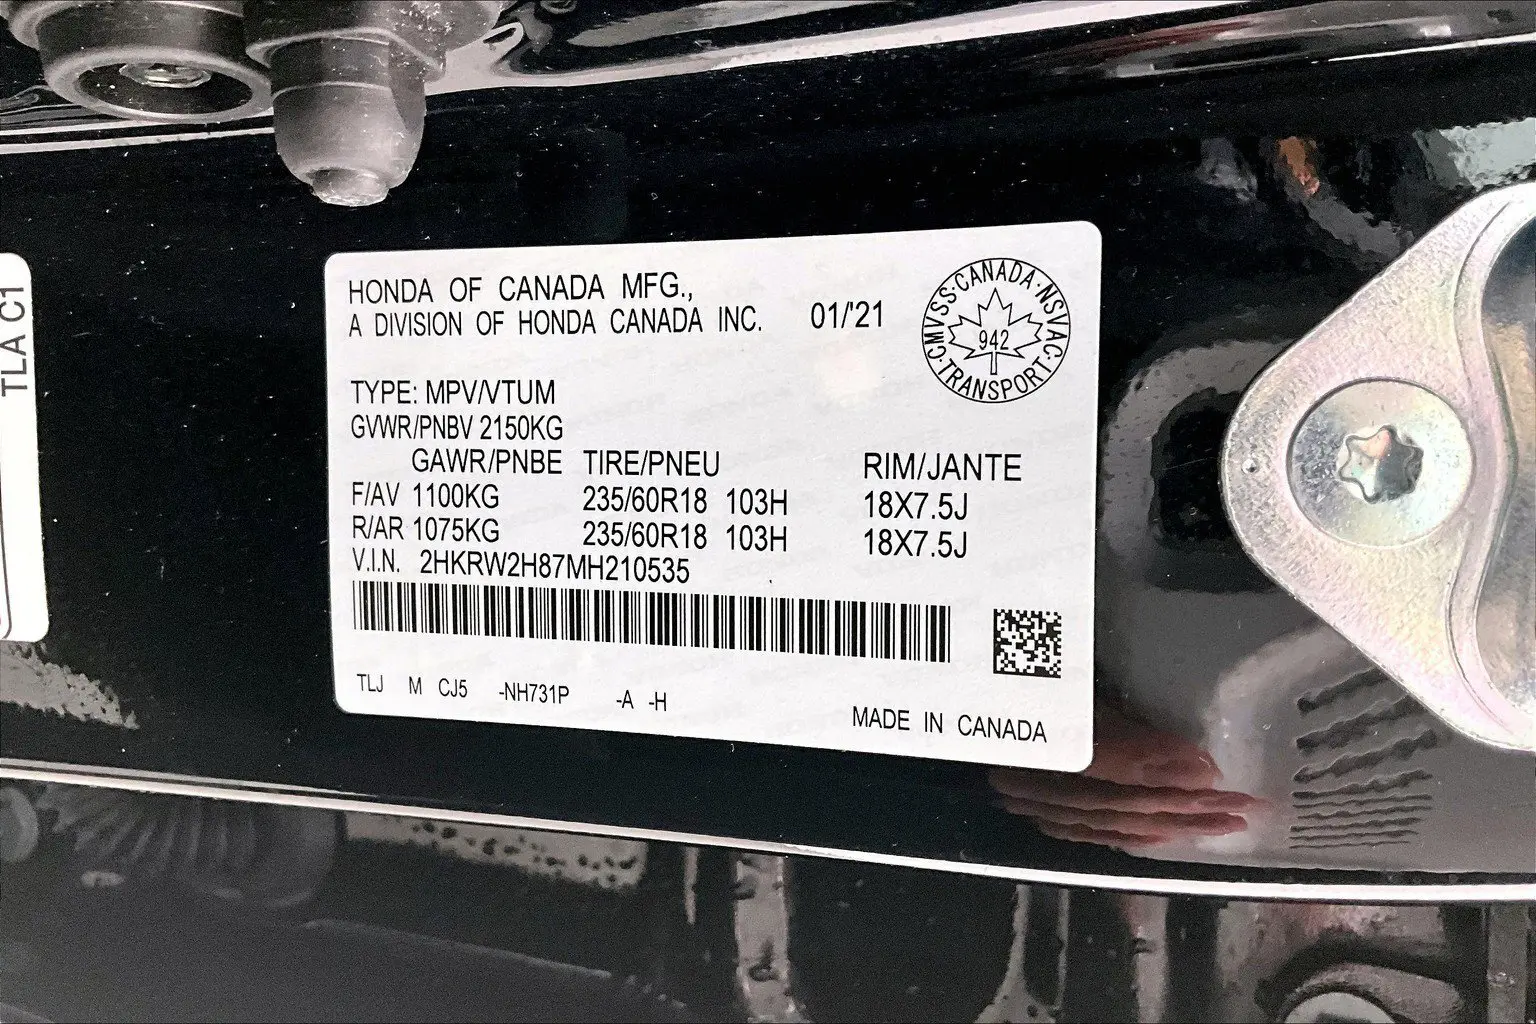 TLA C1
HONDA OF CANADA MFG.,
A DIVISION OF HONDA CANADA INC. 01/'21
CMVSS·CANADA·NSVAC·TRANSPORT·
942
TYPE: MPV/VTUM
GVWR/PNBV 2150KG
GAWR/PNBE TIRE/PNEU RIM/JANTE
F/AV 1100KG 235/60R18 103H 18X7.5J
R/AR 1075KG 235/60R18 103H 18X7.5J
V.I.N. 2HKRW2H87MH210535
TLJ M CJ5 -NH731P -A -H
MADE IN CANADA